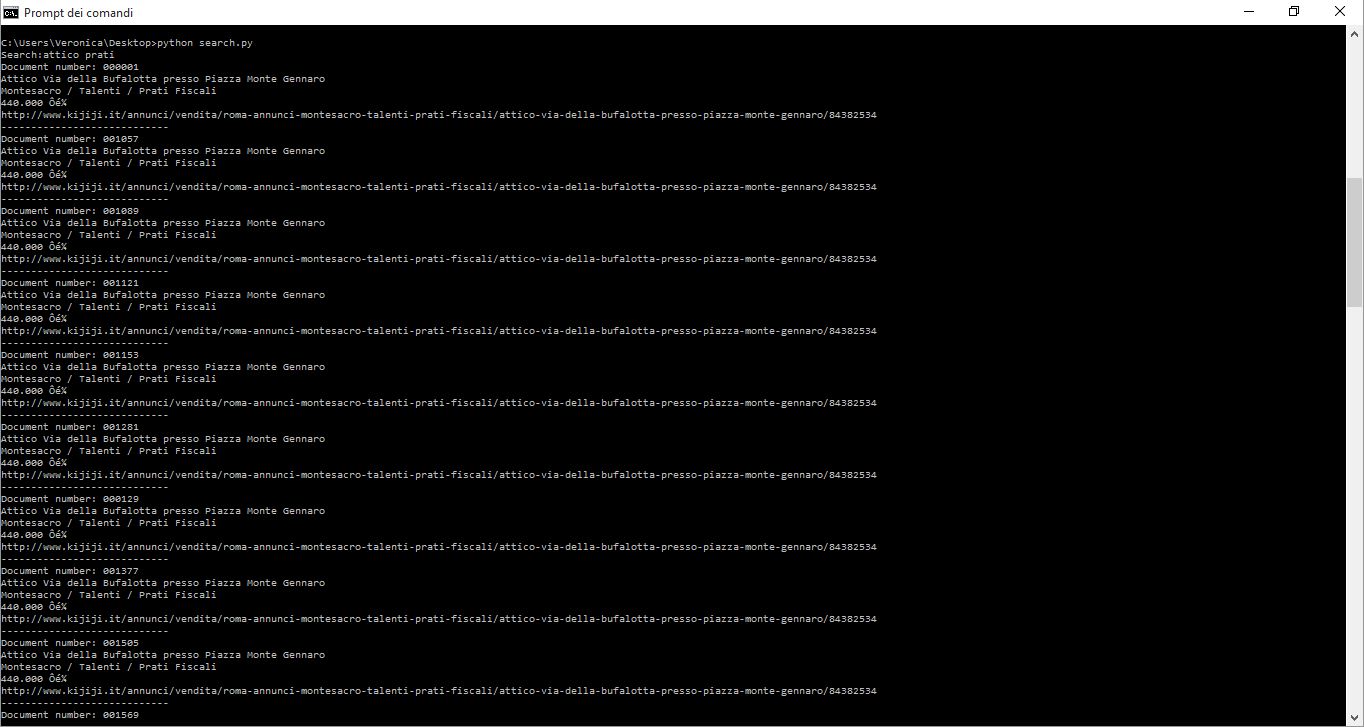 Prompt dei comandi
C:\Users\Veronica\Desktop>python search.py
Search:attico prati
Document number: 000001
Attico Via della Bufalotta presso Piazza Monte Gennaro
Montesacro / Talenti / Prati Fiscali
440.000 Ôé¼
http://www.kijiji.it/annunci/vendita/roma-annunci-montesacro-talenti-prati-fiscali/attico-via-della-bufalotta-presso-piazza-monte-gennaro/84382534
----------------------------
Document number: 001057
Attico Via della Bufalotta presso Piazza Monte Gennaro
Montesacro / Talenti / Prati Fiscali
440.000 Ôé¼
http://www.kijiji.it/annunci/vendita/roma-annunci-montesacro-talenti-prati-fiscali/attico-via-della-bufalotta-presso-piazza-monte-gennaro/84382534
----------------------------
Document number: 001089
Attico Via della Bufalotta presso Piazza Monte Gennaro
Montesacro / Talenti / Prati Fiscali
440.000 Ôé¼
http://www.kijiji.it/annunci/vendita/roma-annunci-montesacro-talenti-prati-fiscali/attico-via-della-bufalotta-presso-piazza-monte-gennaro/84382534
----------------------------
Document number: 001121
Attico Via della Bufalotta presso Piazza Monte Gennaro
Montesacro / Talenti / Prati Fiscali
440.000 Ôé¼
http://www.kijiji.it/annunci/vendita/roma-annunci-montesacro-talenti-prati-fiscali/attico-via-della-bufalotta-presso-piazza-monte-gennaro/84382534
----------------------------
Document number: 001153
Attico Via della Bufalotta presso Piazza Monte Gennaro
Montesacro / Talenti / Prati Fiscali
440.000 Ôé¼
http://www.kijiji.it/annunci/vendita/roma-annunci-montesacro-talenti-prati-fiscali/attico-via-della-bufalotta-presso-piazza-monte-gennaro/84382534
----------------------------
Document number: 001281
Attico Via della Bufalotta presso Piazza Monte Gennaro
Montesacro / Talenti / Prati Fiscali
440.000 Ôé¼
http://www.kijiji.it/annunci/vendita/roma-annunci-montesacro-talenti-prati-fiscali/attico-via-della-bufalotta-presso-piazza-monte-gennaro/84382534
----------------------------
Document number: 000129
Attico Via della Bufalotta presso Piazza Monte Gennaro
Montesacro / Talenti / Prati Fiscali
440.000 Ôé¼
http://www.kijiji.it/annunci/vendita/roma-annunci-montesacro-talenti-prati-fiscali/attico-via-della-bufalotta-presso-piazza-monte-gennaro/84382534
----------------------------
Document number: 001377
Attico Via della Bufalotta presso Piazza Monte Gennaro
Montesacro / Talenti / Prati Fiscali
440.000 Ôé¼
http://www.kijiji.it/annunci/vendita/roma-annunci-montesacro-talenti-prati-fiscali/attico-via-della-bufalotta-presso-piazza-monte-gennaro/84382534
----------------------------
Document number: 001505
Attico Via della Bufalotta presso Piazza Monte Gennaro
Montesacro / Talenti / Prati Fiscali
440.000 Ôé¼
http://www.kijiji.it/annunci/vendita/roma-annunci-montesacro-talenti-prati-fiscali/attico-via-della-bufalotta-presso-piazza-monte-gennaro/84382534
----------------------------
Document number: 001569